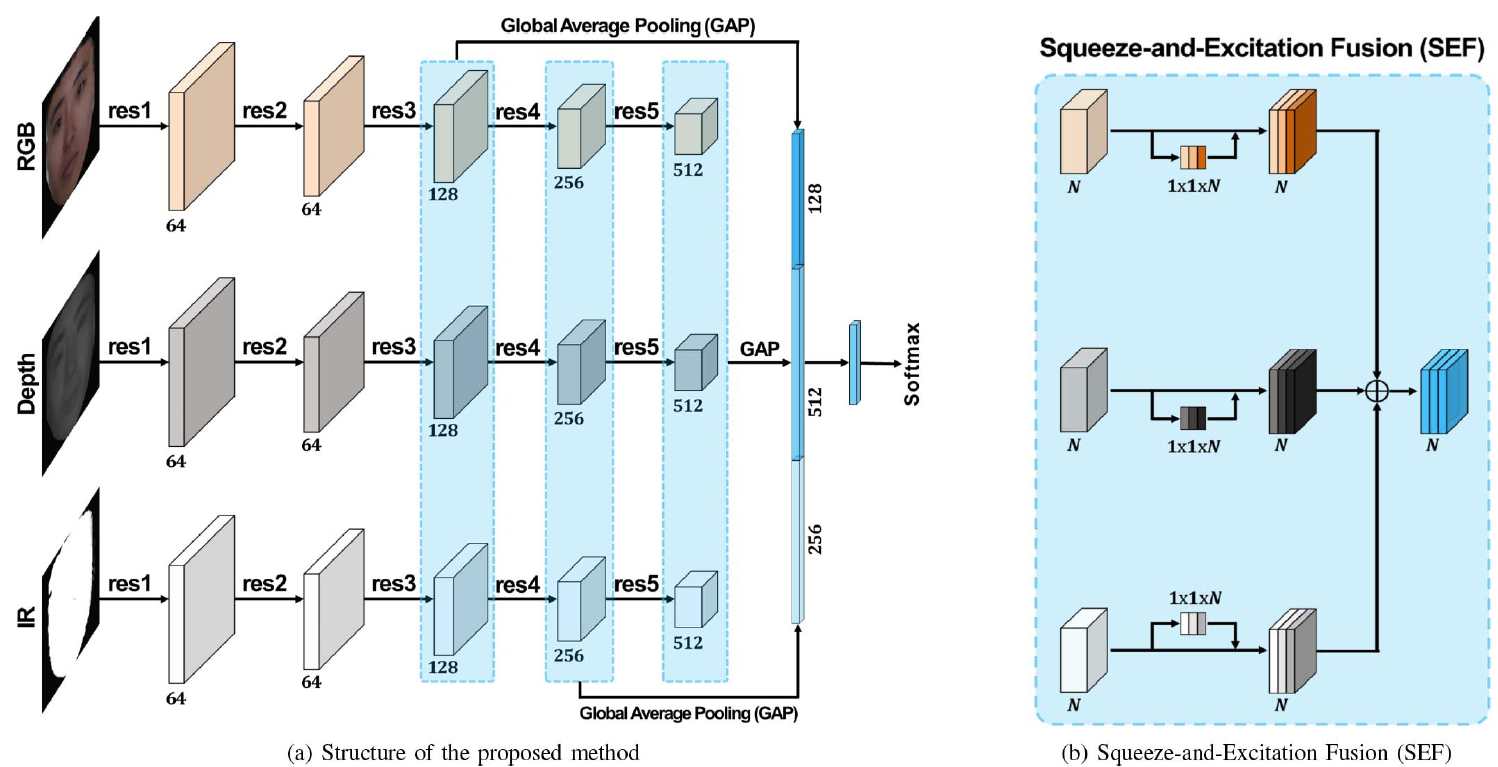 Global Average Pooling (GAP)
RGB
res1
res2
res3
res4
res5
64
64
128
256
512
Depth
res1
res2
res3
res4
res5
GAP
64
64
128
256
512
IR
res1
res2
res3
res4
res5
64
64
128
256
512
128
512
256
Softmax
Global Average Pooling (GAP)
(a) Structure of the proposed method
Squeeze-and-Excitation Fusion (SEF)
N
1x1xN
N
N
1x1xN
N
N
1x1xN
N
N
(b) Squeeze-and-Excitation Fusion (SEF)